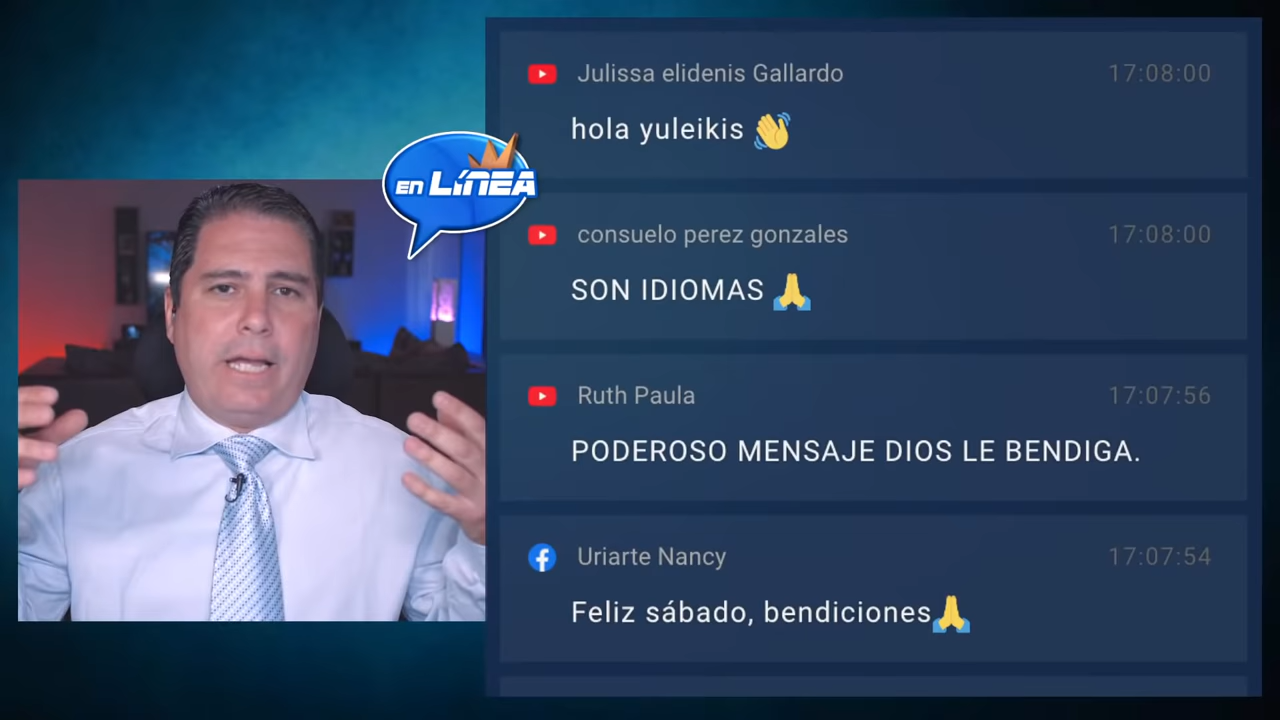 en LÍNEA
Julissa elidenis Gallardo 17:08:00
hola yuleikis 👋
consuelo perez gonzales 17:08:00
SON IDIOMAS 🙏
Ruth Paula 17:07:56
PODEROSO MENSAJE DIOS LE BENDIGA.
Uriarte Nancy 17:07:54
Feliz sábado, bendiciones🙏